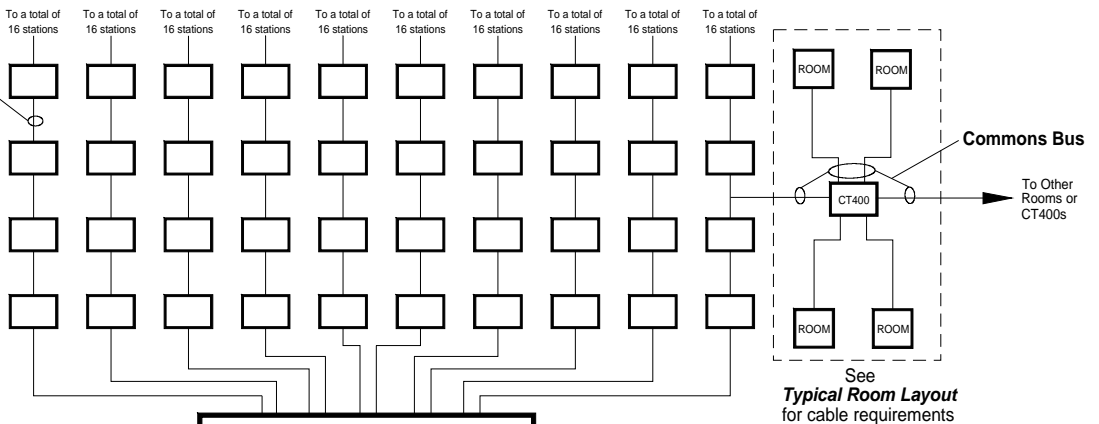 To a total of To a total of To a total of To a total of To a total of To a total of To a total of To a total of To a total of To a total of
16 stations 16 stations 16 stations 16 stations 16 stations 16 stations 16 stations 16 stations 16 stations 16 stations
ROOM ROOM
Commons Bus
CT400
To Other
Rooms or
CT400s
ROOM ROOM
See
Typical Room Layout
for cable requirements